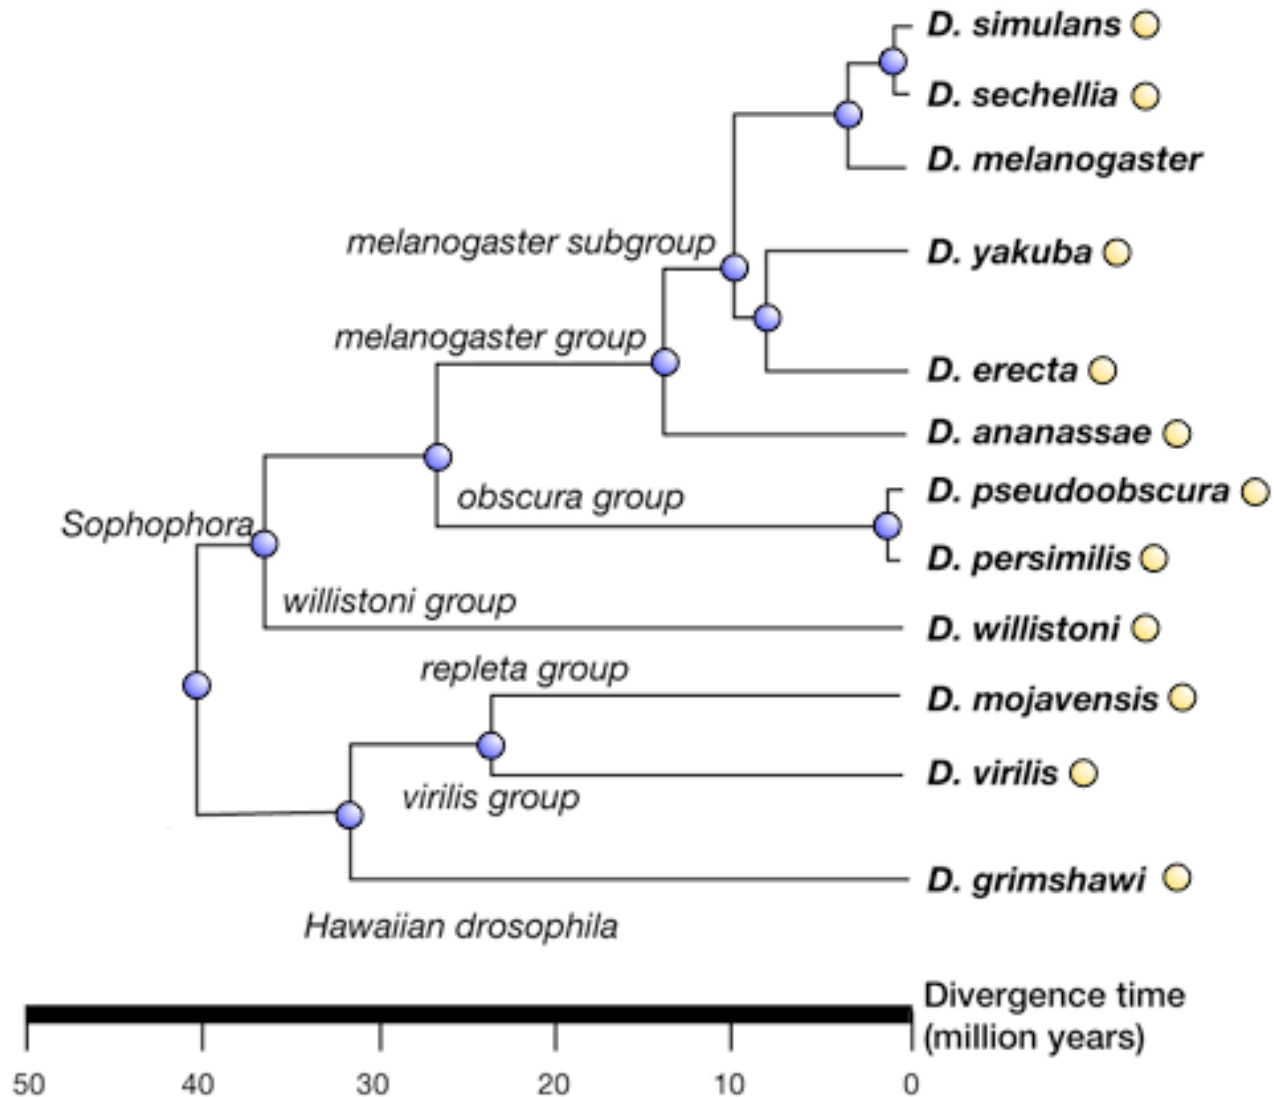 D. simulans
D. sechellia
D. melanogaster
melanogaster subgroup
D. yakuba
melanogaster group
D. erecta
D. ananassae
obscura group
D. pseudoobscura
Sophophora
D. persimilis
willistoni group
D. willistoni
repleta group
D. mojavensis
virilis group
D. virilis
D. grimshawi
Hawaiian drosophila
Divergence time
(million years)
50 40 30 20 10 0